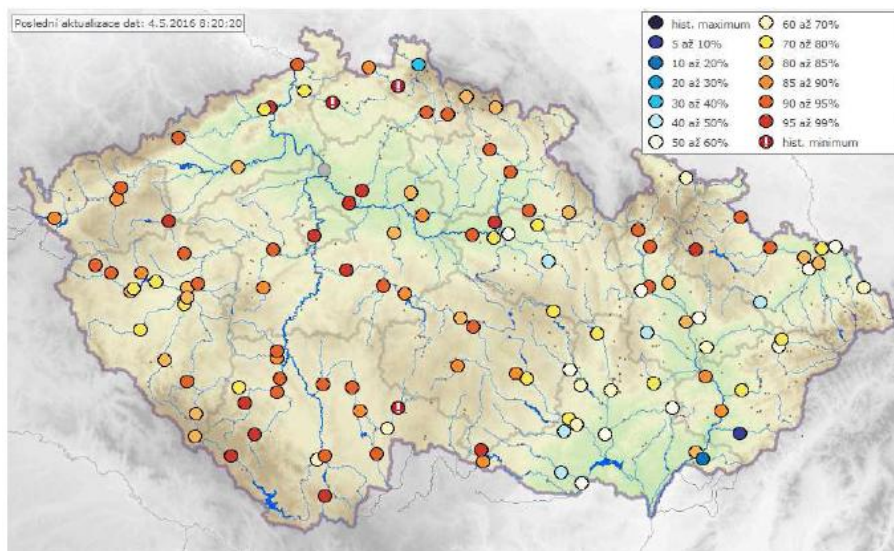 Poslední aktualizace dat: 4.5.2016 8:20:20
hist. maximum
5 až 10%
10 až 20%
20 až 30%
30 až 40%
40 až 50%
50 až 60%
60 až 70%
70 až 80%
80 až 85%
85 až 90%
90 až 95%
95 až 99%
hist. minimum